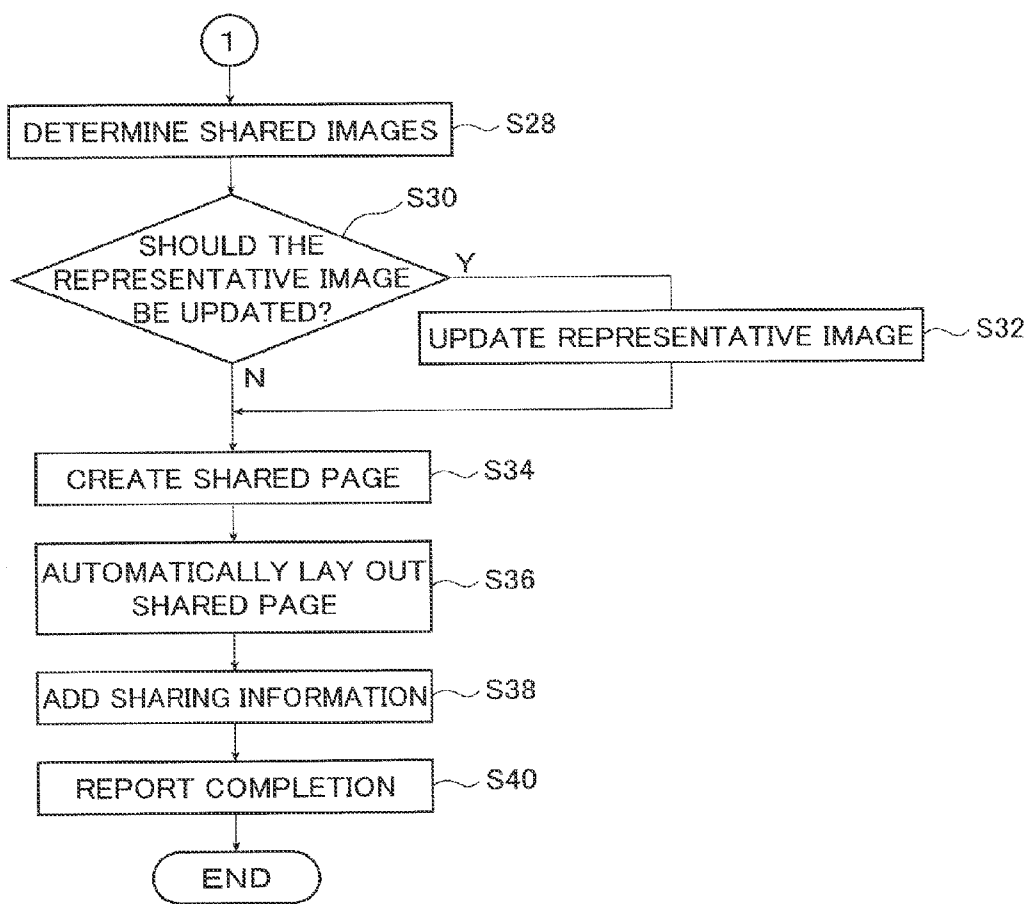 1
DETERMINE SHARED IMAGES
S28
S30
SHOULD THE
REPRESENTATIVE IMAGE
BE UPDATED?
Y
UPDATE REPRESENTATIVE IMAGE
S32
N
CREATE SHARED PAGE
S34
AUTOMATICALLY LAY OUT
SHARED PAGE
S36
ADD SHARING INFORMATION
S38
REPORT COMPLETION
S40
END